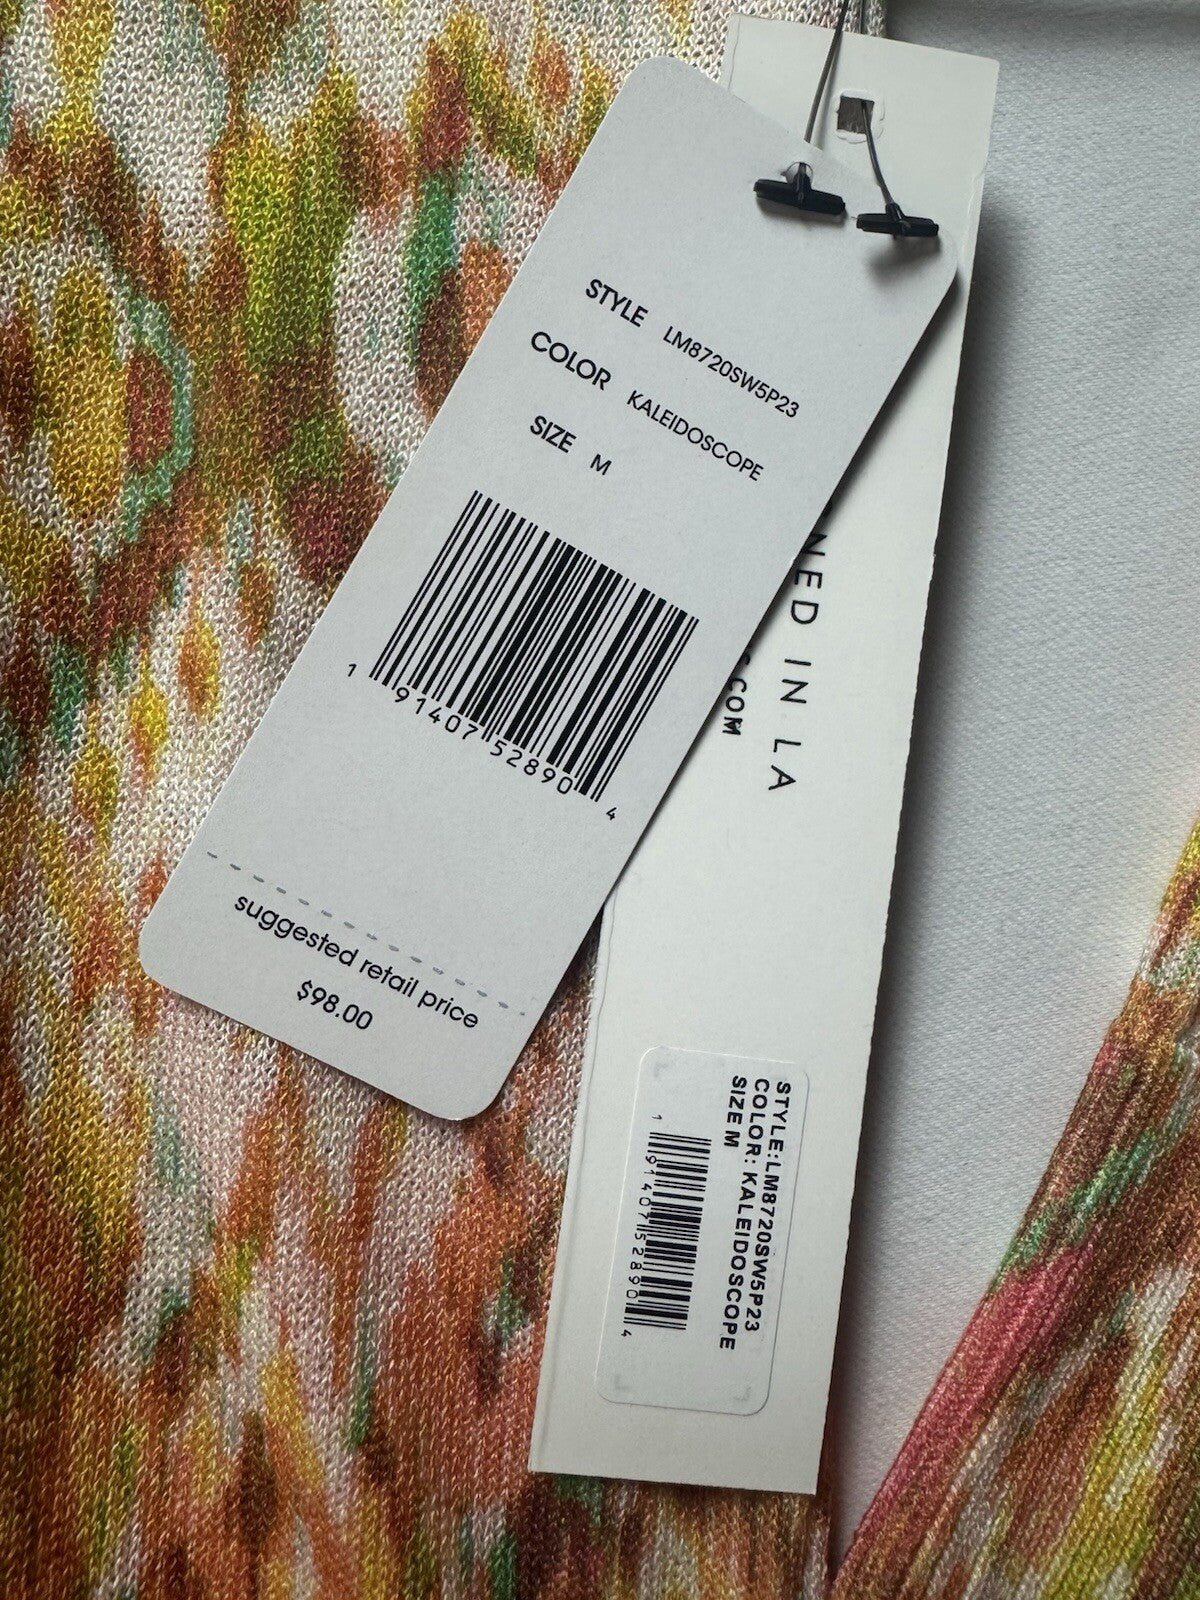 STYLE LM8720SW5P23
COLOR KALEIDOSCOPE
SIZE M
1 91407 52890 4
suggested retail price
$98.00
IN LA
.COM
STYLE:LM8720SW5P23
COLOR: KALEIDOSCOPE
SIZE M
1 91407 52890 4